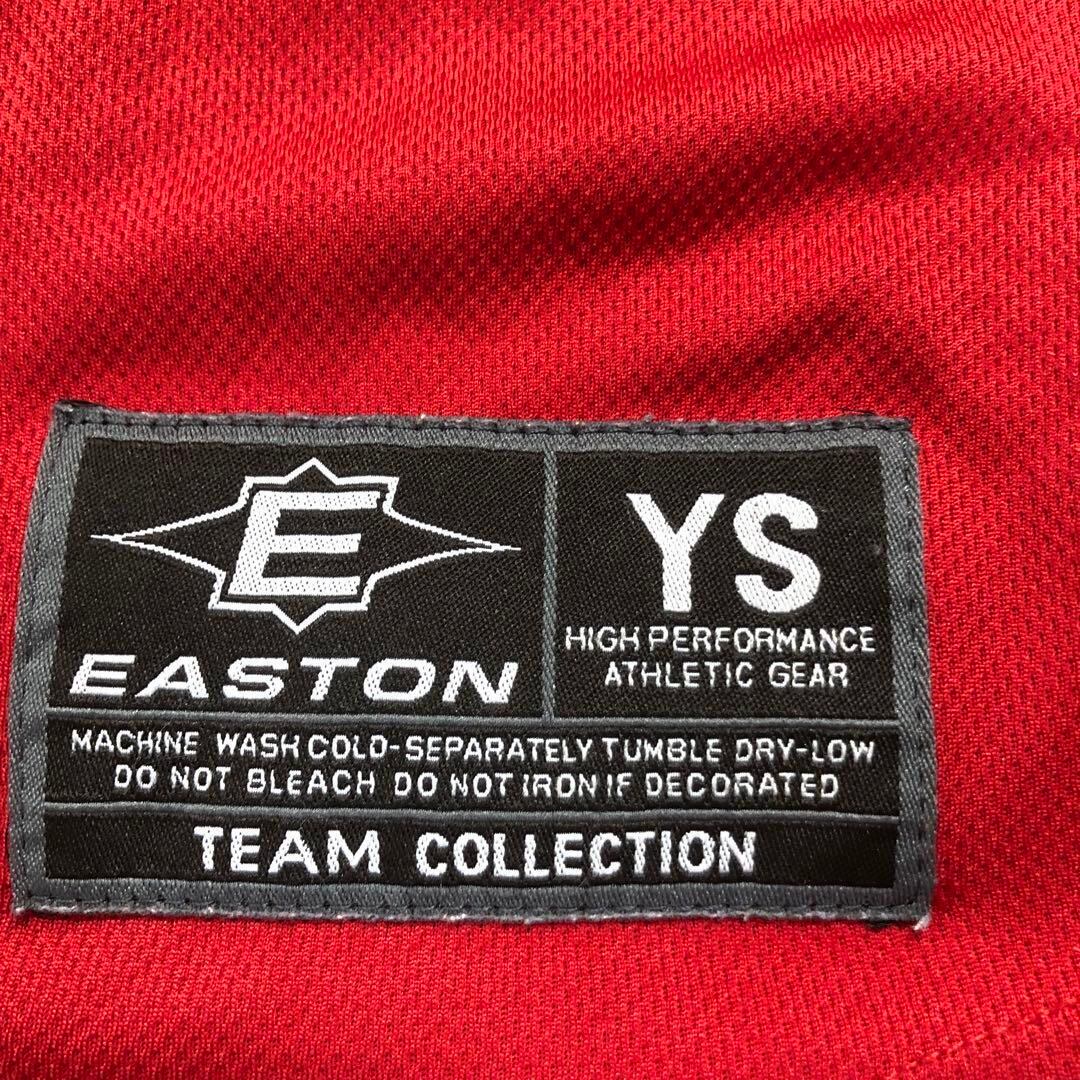 E
EASTON
YS
HIGH PERFORMANCE
ATHLETIC GEAR
MACHINE WASH COLD-SEPARATELY TUMBLE DRY-LOW
DO NOT BLEACH DO NOT IRON IF DECORATED
TEAM COLLECTION